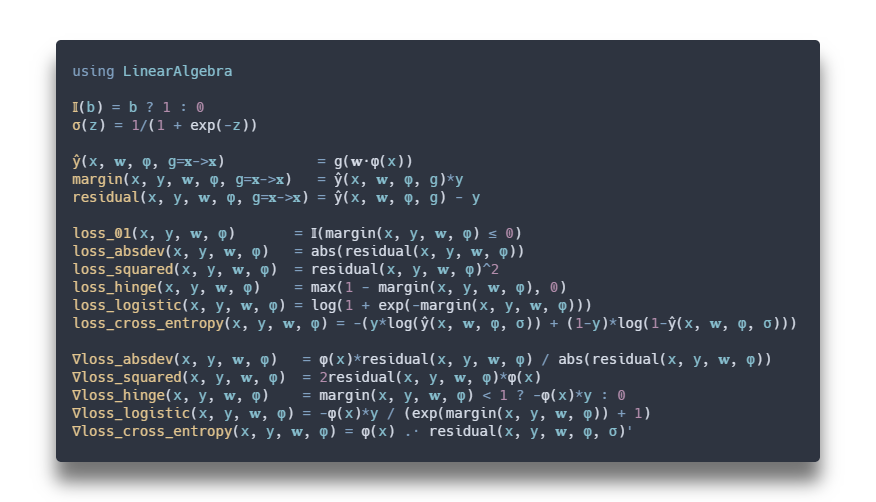 using LinearAlgebra
𝕀(b) = b ? 1 : 0
σ(z) = 1/(1 + exp(-z))
ŷ(x, 𝐰, φ, g=𝐱->𝐱)           = g(𝐰⋅φ(x))
margin(x, y, 𝐰, φ, g=𝐱->𝐱)   = ŷ(x, 𝐰, φ, g)*y
residual(x, y, 𝐰, φ, g=𝐱->𝐱) = ŷ(x, 𝐰, φ, g) - y
loss_01(x, y, 𝐰, φ)       = 𝕀(margin(x, y, 𝐰, φ) ≤ 0)
loss_absdev(x, y, 𝐰, φ)   = abs(residual(x, y, 𝐰, φ))
loss_squared(x, y, 𝐰, φ)  = residual(x, y, 𝐰, φ)^2
loss_hinge(x, y, 𝐰, φ)    = max(1 - margin(x, y, 𝐰, φ), 0)
loss_logistic(x, y, 𝐰, φ) = log(1 + exp(-margin(x, y, 𝐰, φ)))
loss_cross_entropy(x, y, 𝐰, φ) = -(y*log(ŷ(x, 𝐰, φ, σ)) + (1-y)*log(1-ŷ(x, 𝐰, φ, σ)))
∇loss_absdev(x, y, 𝐰, φ)   = φ(x)*residual(x, y, 𝐰, φ) / abs(residual(x, y, 𝐰, φ))
∇loss_squared(x, y, 𝐰, φ)  = 2residual(x, y, 𝐰, φ)*φ(x)
∇loss_hinge(x, y, 𝐰, φ)    = margin(x, y, 𝐰, φ) < 1 ? -φ(x)*y : 0
∇loss_logistic(x, y, 𝐰, φ) = -φ(x)*y / (exp(margin(x, y, 𝐰, φ)) + 1)
∇loss_cross_entropy(x, y, 𝐰, φ) = φ(x) .⋅ residual(x, y, 𝐰, φ, σ)'